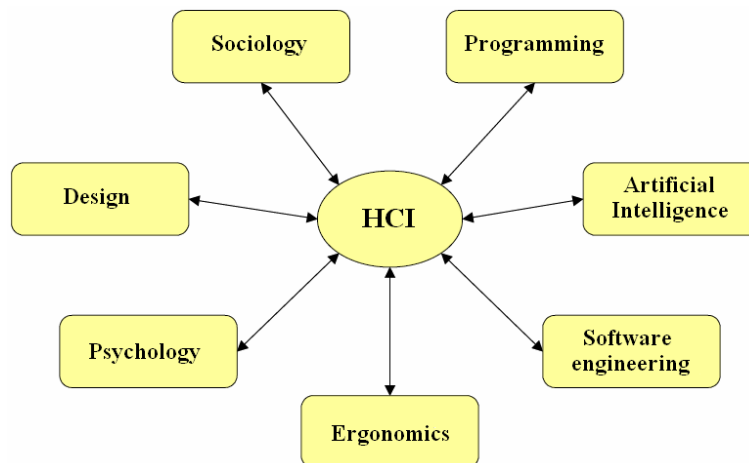 Sociology
Programming
Design
HCI
Artificial
Intelligence
Psychology
Software
engineering
Ergonomics